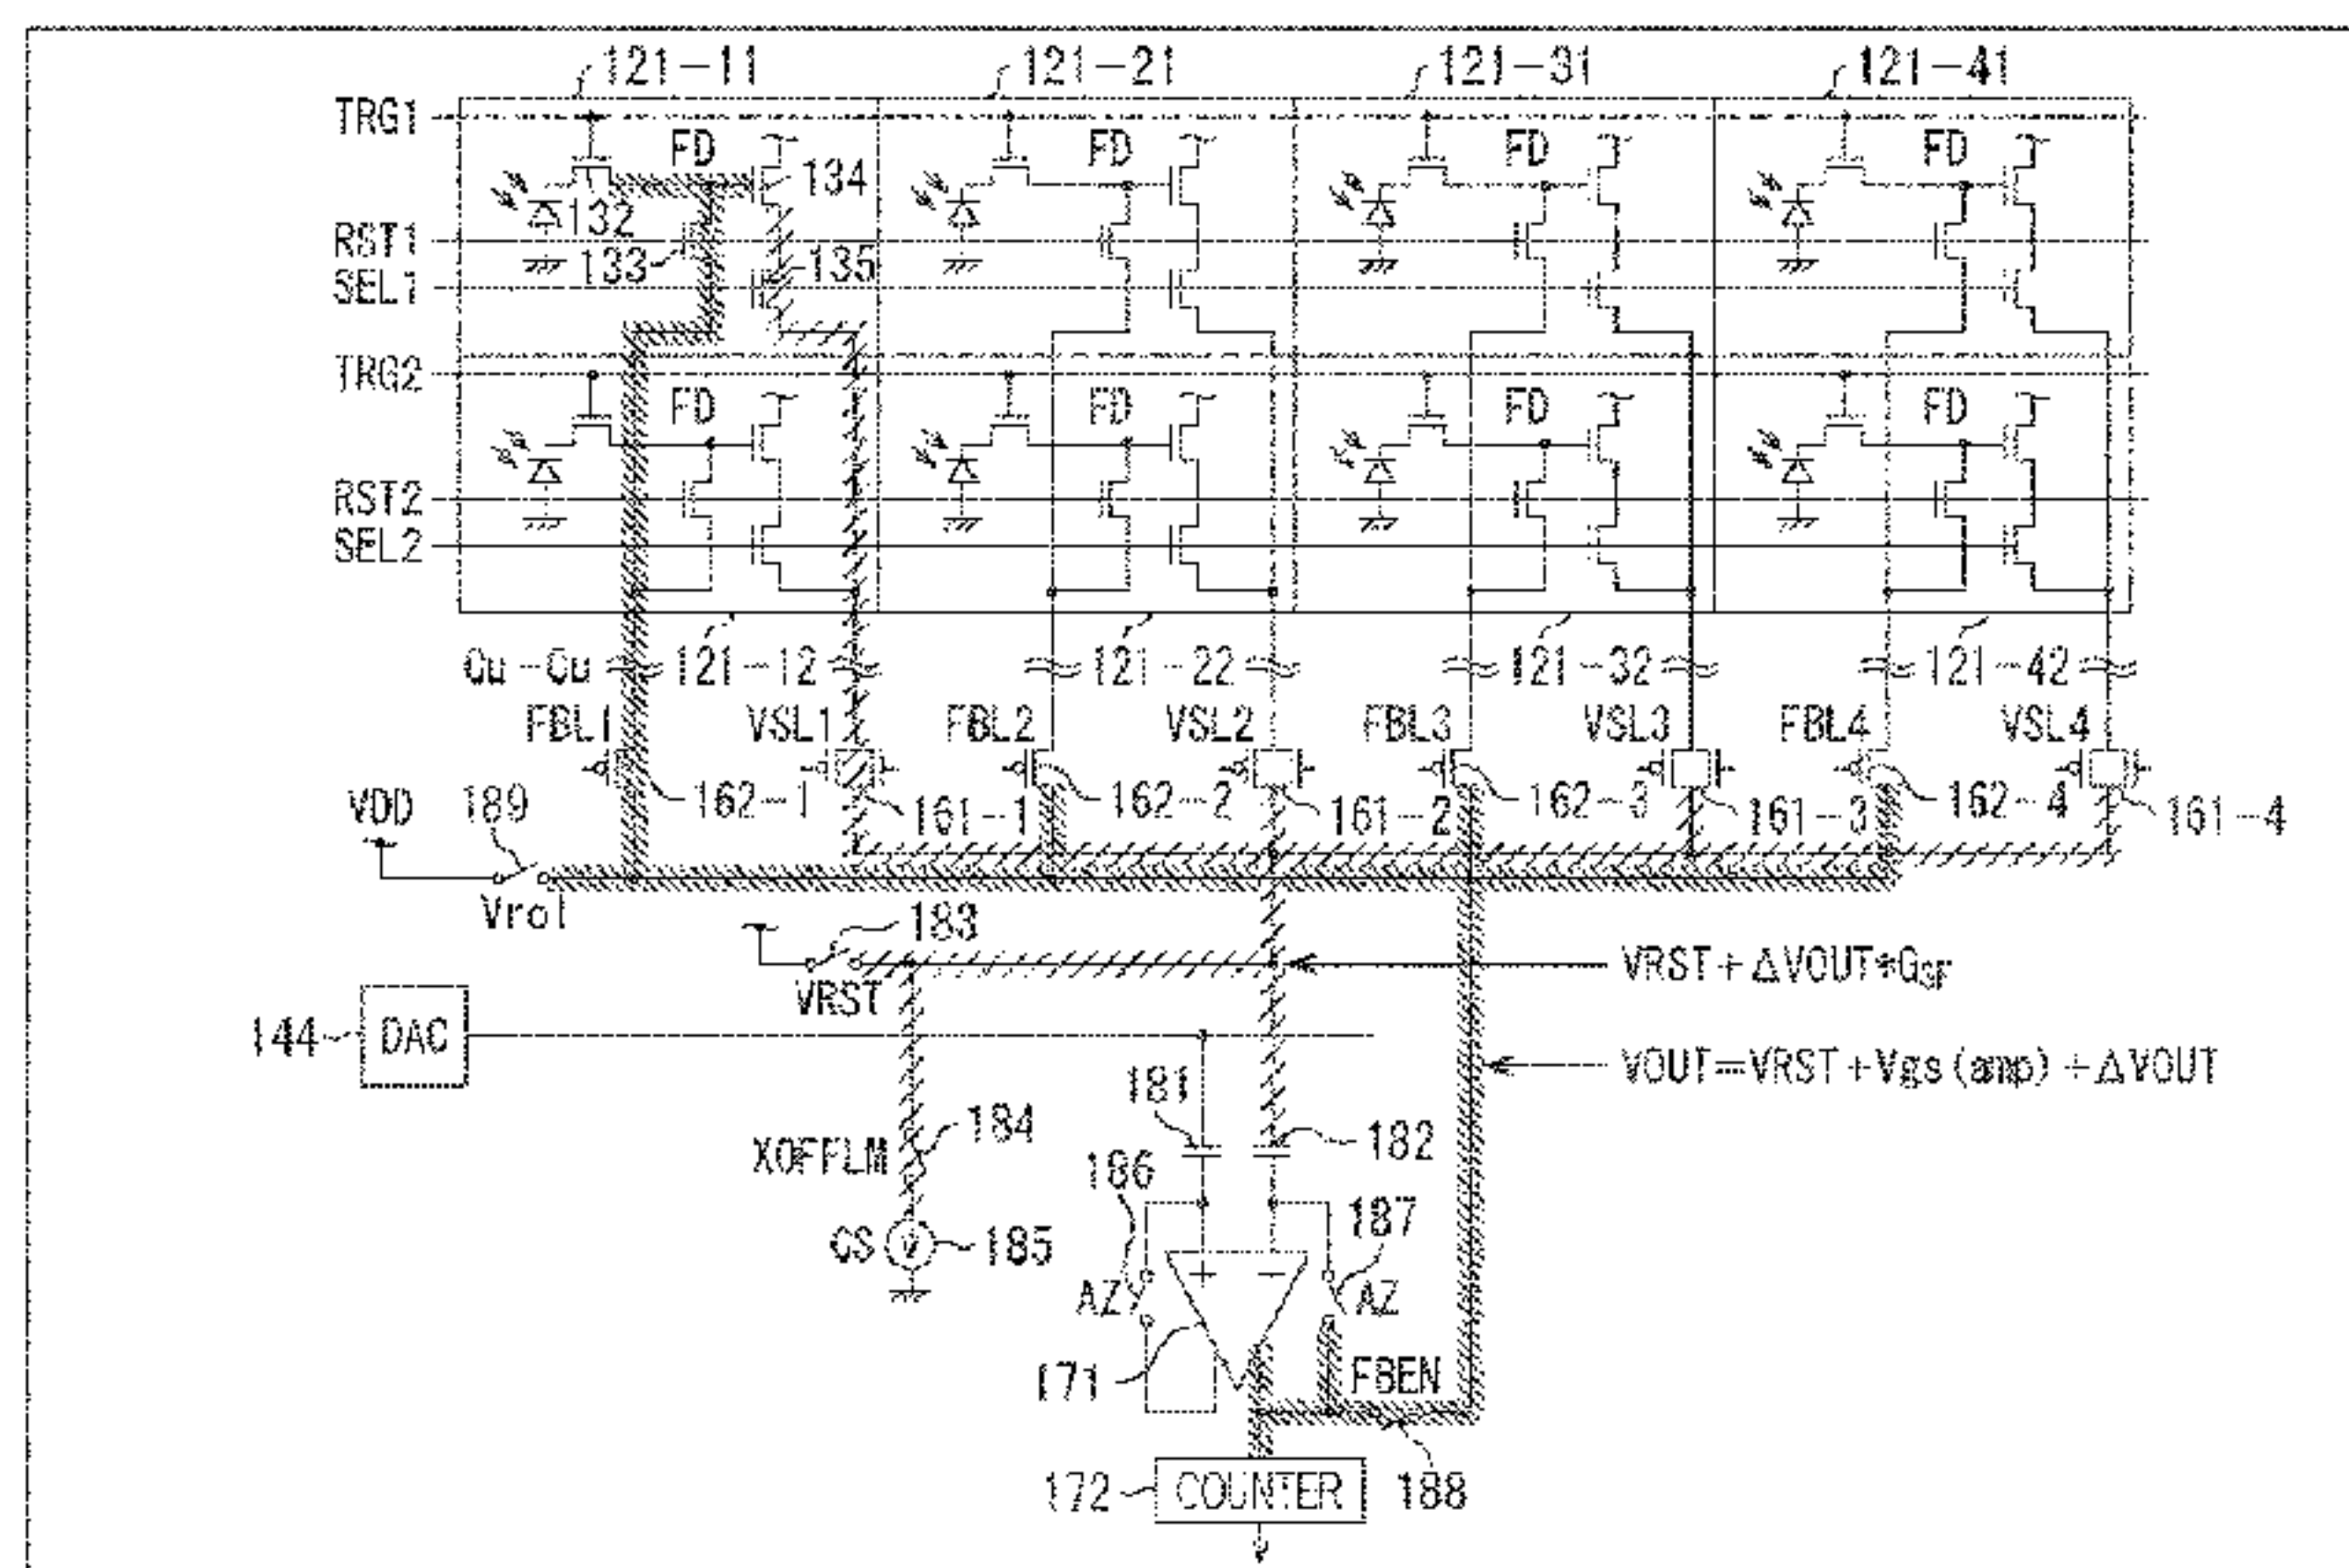 121-11 121-21 121-31 121-41
TRG1
FD FD FD FD
134
132
RST1
133 135
SEL1
TRG2
FD FD FD FD
RST2
SEL2
Cu-Cu 121-12 121-22 121-32 121-42
FBL1 VSL1 FBL2 VSL2 FBL3 VSL3 FBL4 VSL4
VDD 189 162-1 161-1 162-2 161-2 162-3 161-3 162-4 161-4
Vrol
183
VRST
VRST+ΔVOUT*GSF
144 DAC
VOUT=VRST+Vgs(amp)+ΔVOUT
181
184 182
XOFFLM
186
187
CS 185
+ −
AZ AZ
171 FBEN
172 COUNTER 188